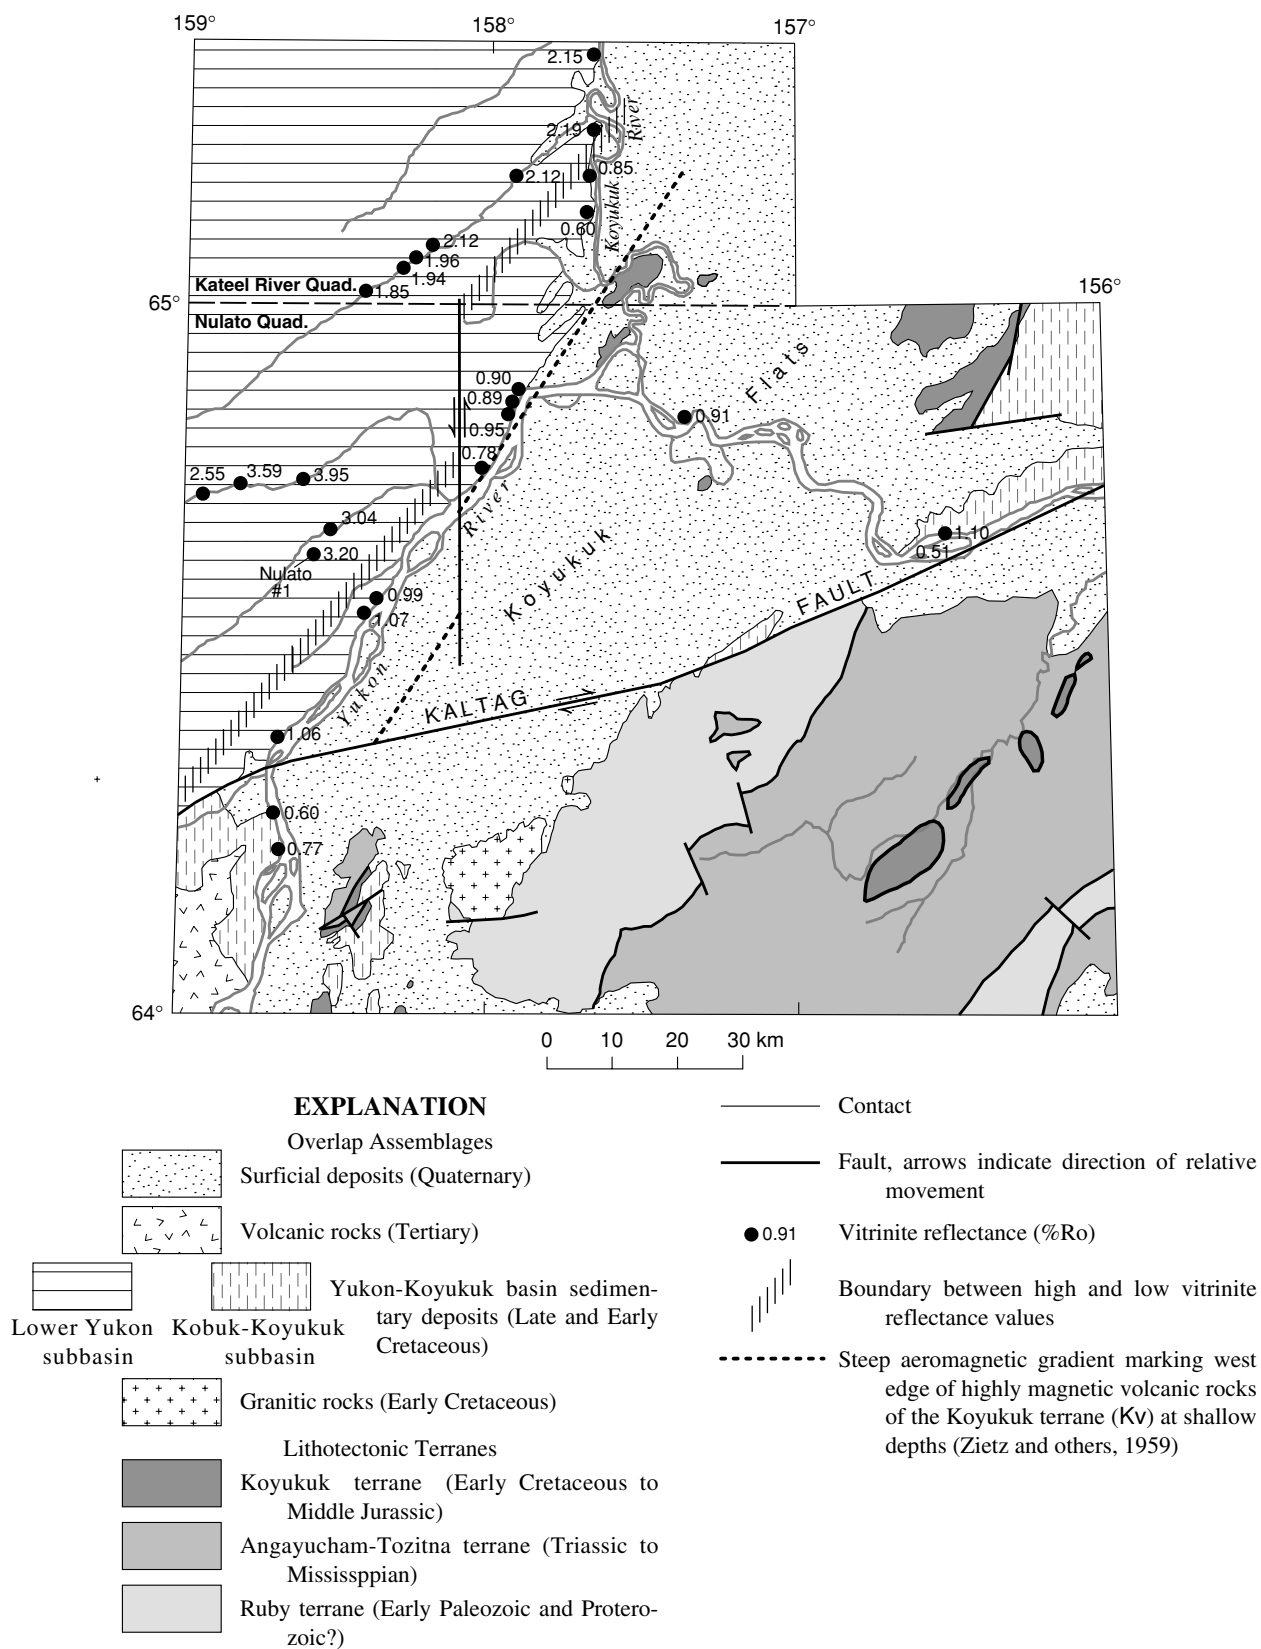 159°
158°
157°
2.15
River
2.19
0.85
2.12
Koyukuk
0.60
2.12
1.96
1.94
Kateel River Quad.
1.85
65°
156°
Nulato Quad.
Flats
0.90
0.89
0.91
0.95
0.78
2.55
3.59
3.95
River
3.04
Koyukuk
1.10
0.51
3.20
Nulato
#1
0.99
FAULT
1.07
Yukon
KALTAG
1.06
0.60
0.77
64°
0 10 20 30 km
EXPLANATION
Overlap Assemblages
Surficial deposits (Quaternary)
Volcanic rocks (Tertiary)
Lower Yukon
subbasin
Kobuk-Koyukuk
subbasin
Yukon-Koyukuk basin sedimen-
tary deposits (Late and Early
Cretaceous)
Granitic rocks (Early Cretaceous)
Lithotectonic Terranes
Koyukuk terrane (Early Cretaceous to
Middle Jurassic)
Angayucham-Tozitna terrane (Triassic to
Mississppian)
Ruby terrane (Early Paleozoic and Protero-
zoic?)
Contact
Fault, arrows indicate direction of relative
movement
0.91
Vitrinite reflectance (%Ro)
Boundary between high and low vitrinite
reflectance values
Steep aeromagnetic gradient marking west
edge of highly magnetic volcanic rocks
of the Koyukuk terrane (Kv) at shallow
depths (Zietz and others, 1959)